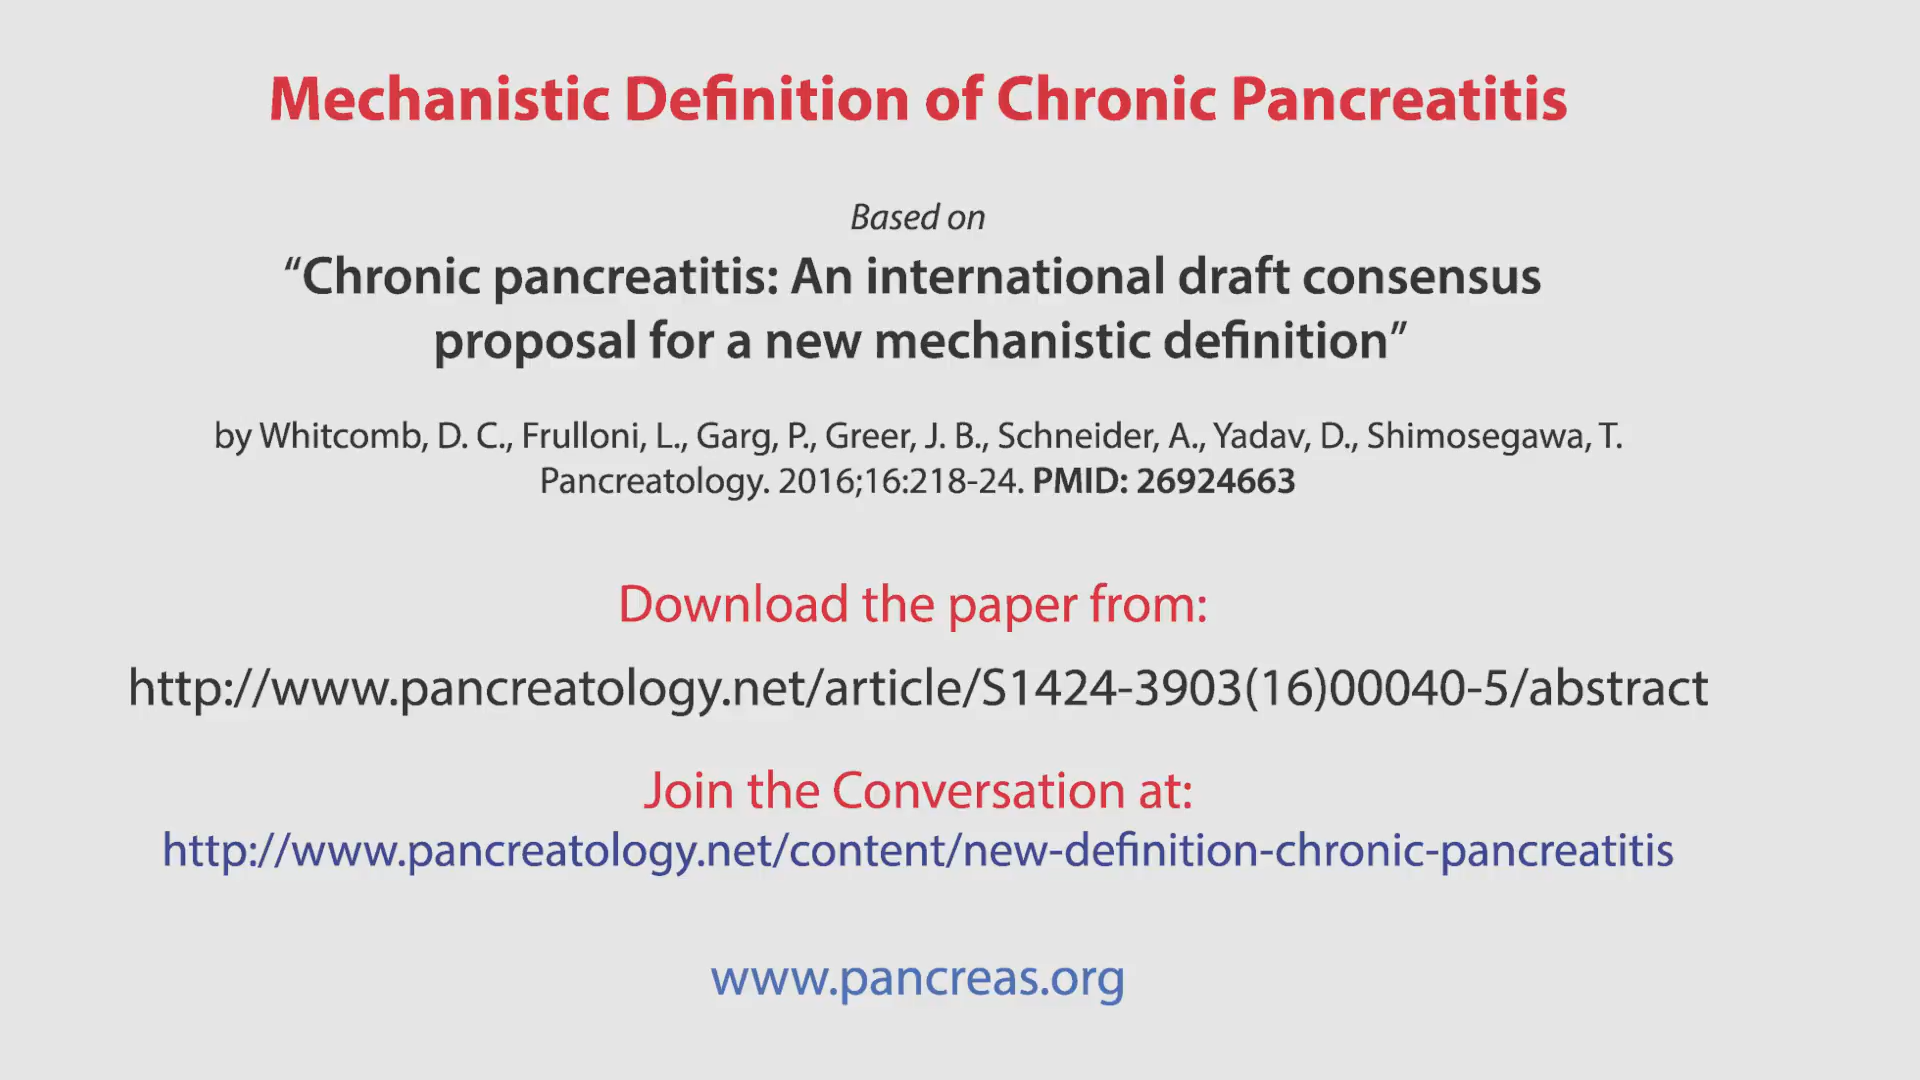 Mechanistic Definition of Chronic Pancreatitis
Based on
“Chronic pancreatitis: An international draft consensus
proposal for a new mechanistic definition”
by Whitcomb, D. C., Frulloni, L., Garg, P., Greer, J. B., Schneider, A., Yadav, D., Shimosegawa, T.
Pancreatology. 2016;16:218-24. PMID: 26924663
Download the paper from:
http://www.pancreatology.net/article/S1424-3903(16)00040-5/abstract
Join the Conversation at:
http://www.pancreatology.net/content/new-definition-chronic-pancreatitis
www.pancreas.org